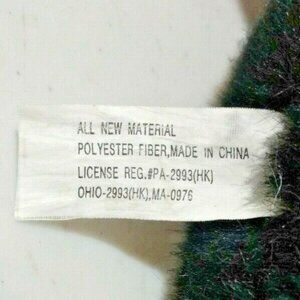 ALL NEW MATERIAL
POLYESTER FIBER,MADE IN CHINA
LICENSE REG.#PA-2993(HK)
OHIO-2993(HK),MA-0976